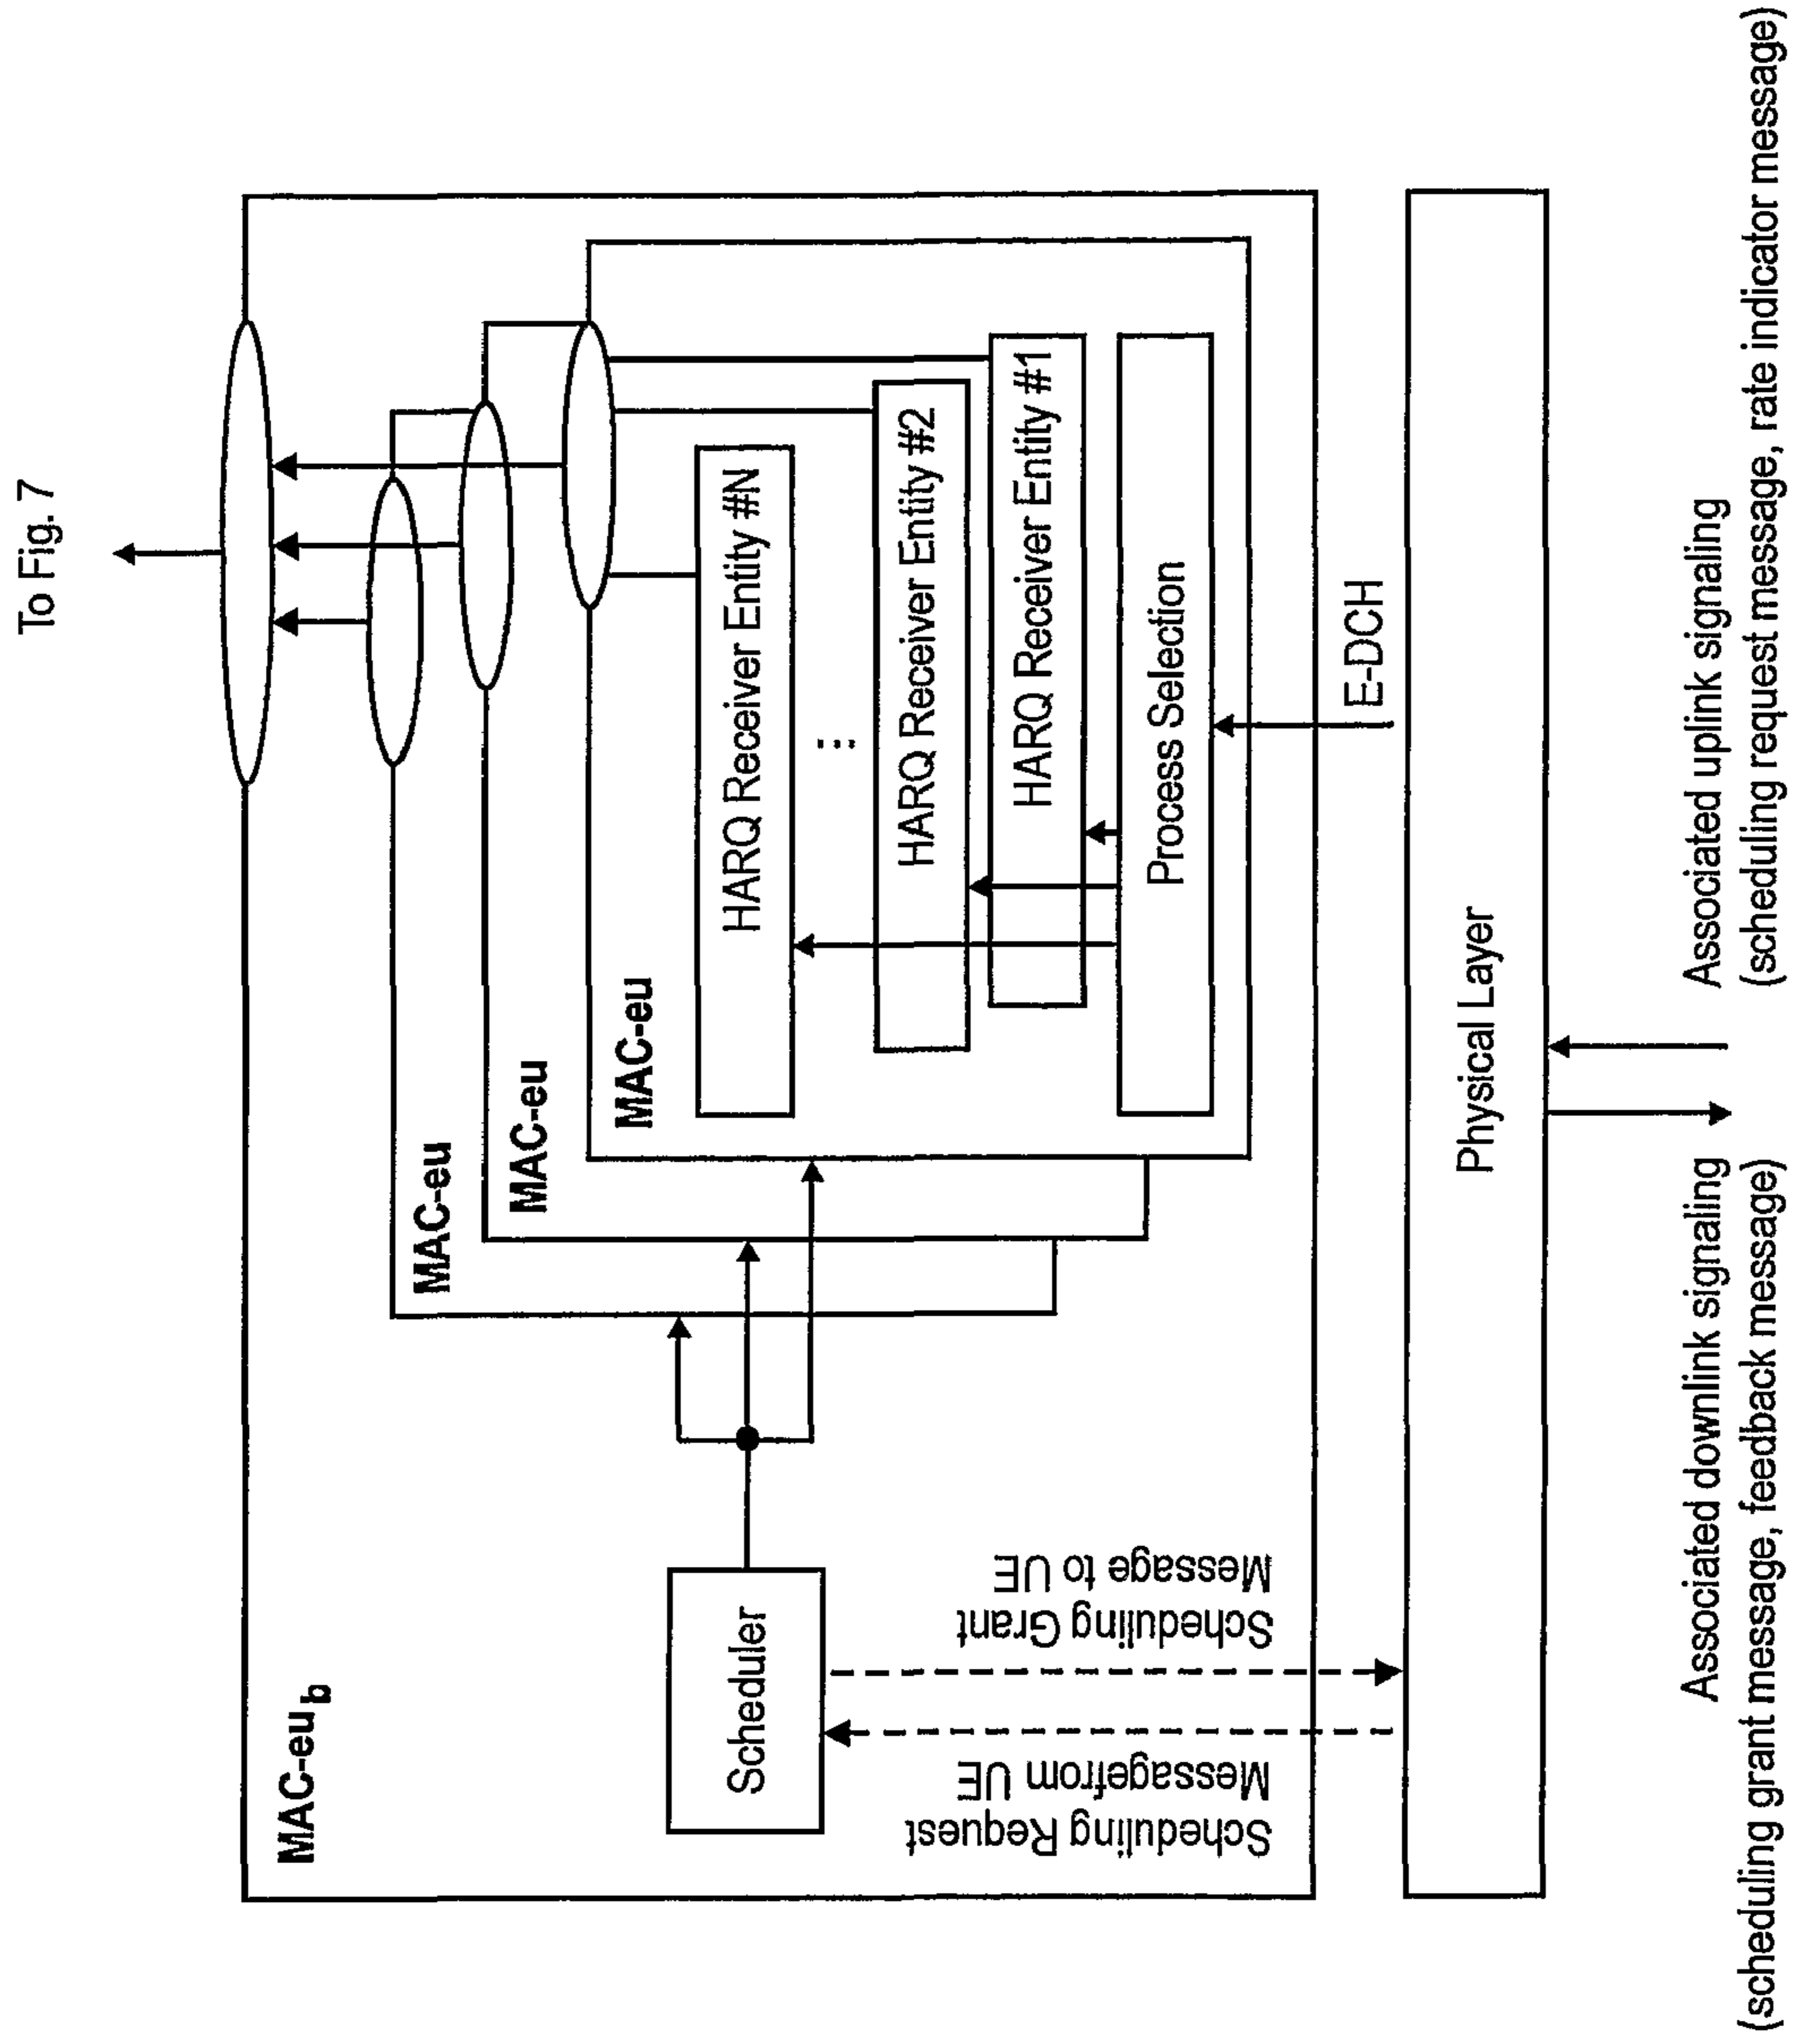 To Fig. 7
MAC-eu b
MAC-eu
MAC-eu
MAC-eu
Scheduler
HARQ Receiver Entity #N
...
HARQ Receiver Entity #2
HARQ Receiver Entity #1
Process Selection
Scheduling Request
Messagefrom UE
Scheduling Grant
Message to UE
E-DCH
Physical Layer
Associated downlink signaling
(scheduling grant message, feedback message)
Associated uplink signaling
(scheduling request message, rate indicator message)